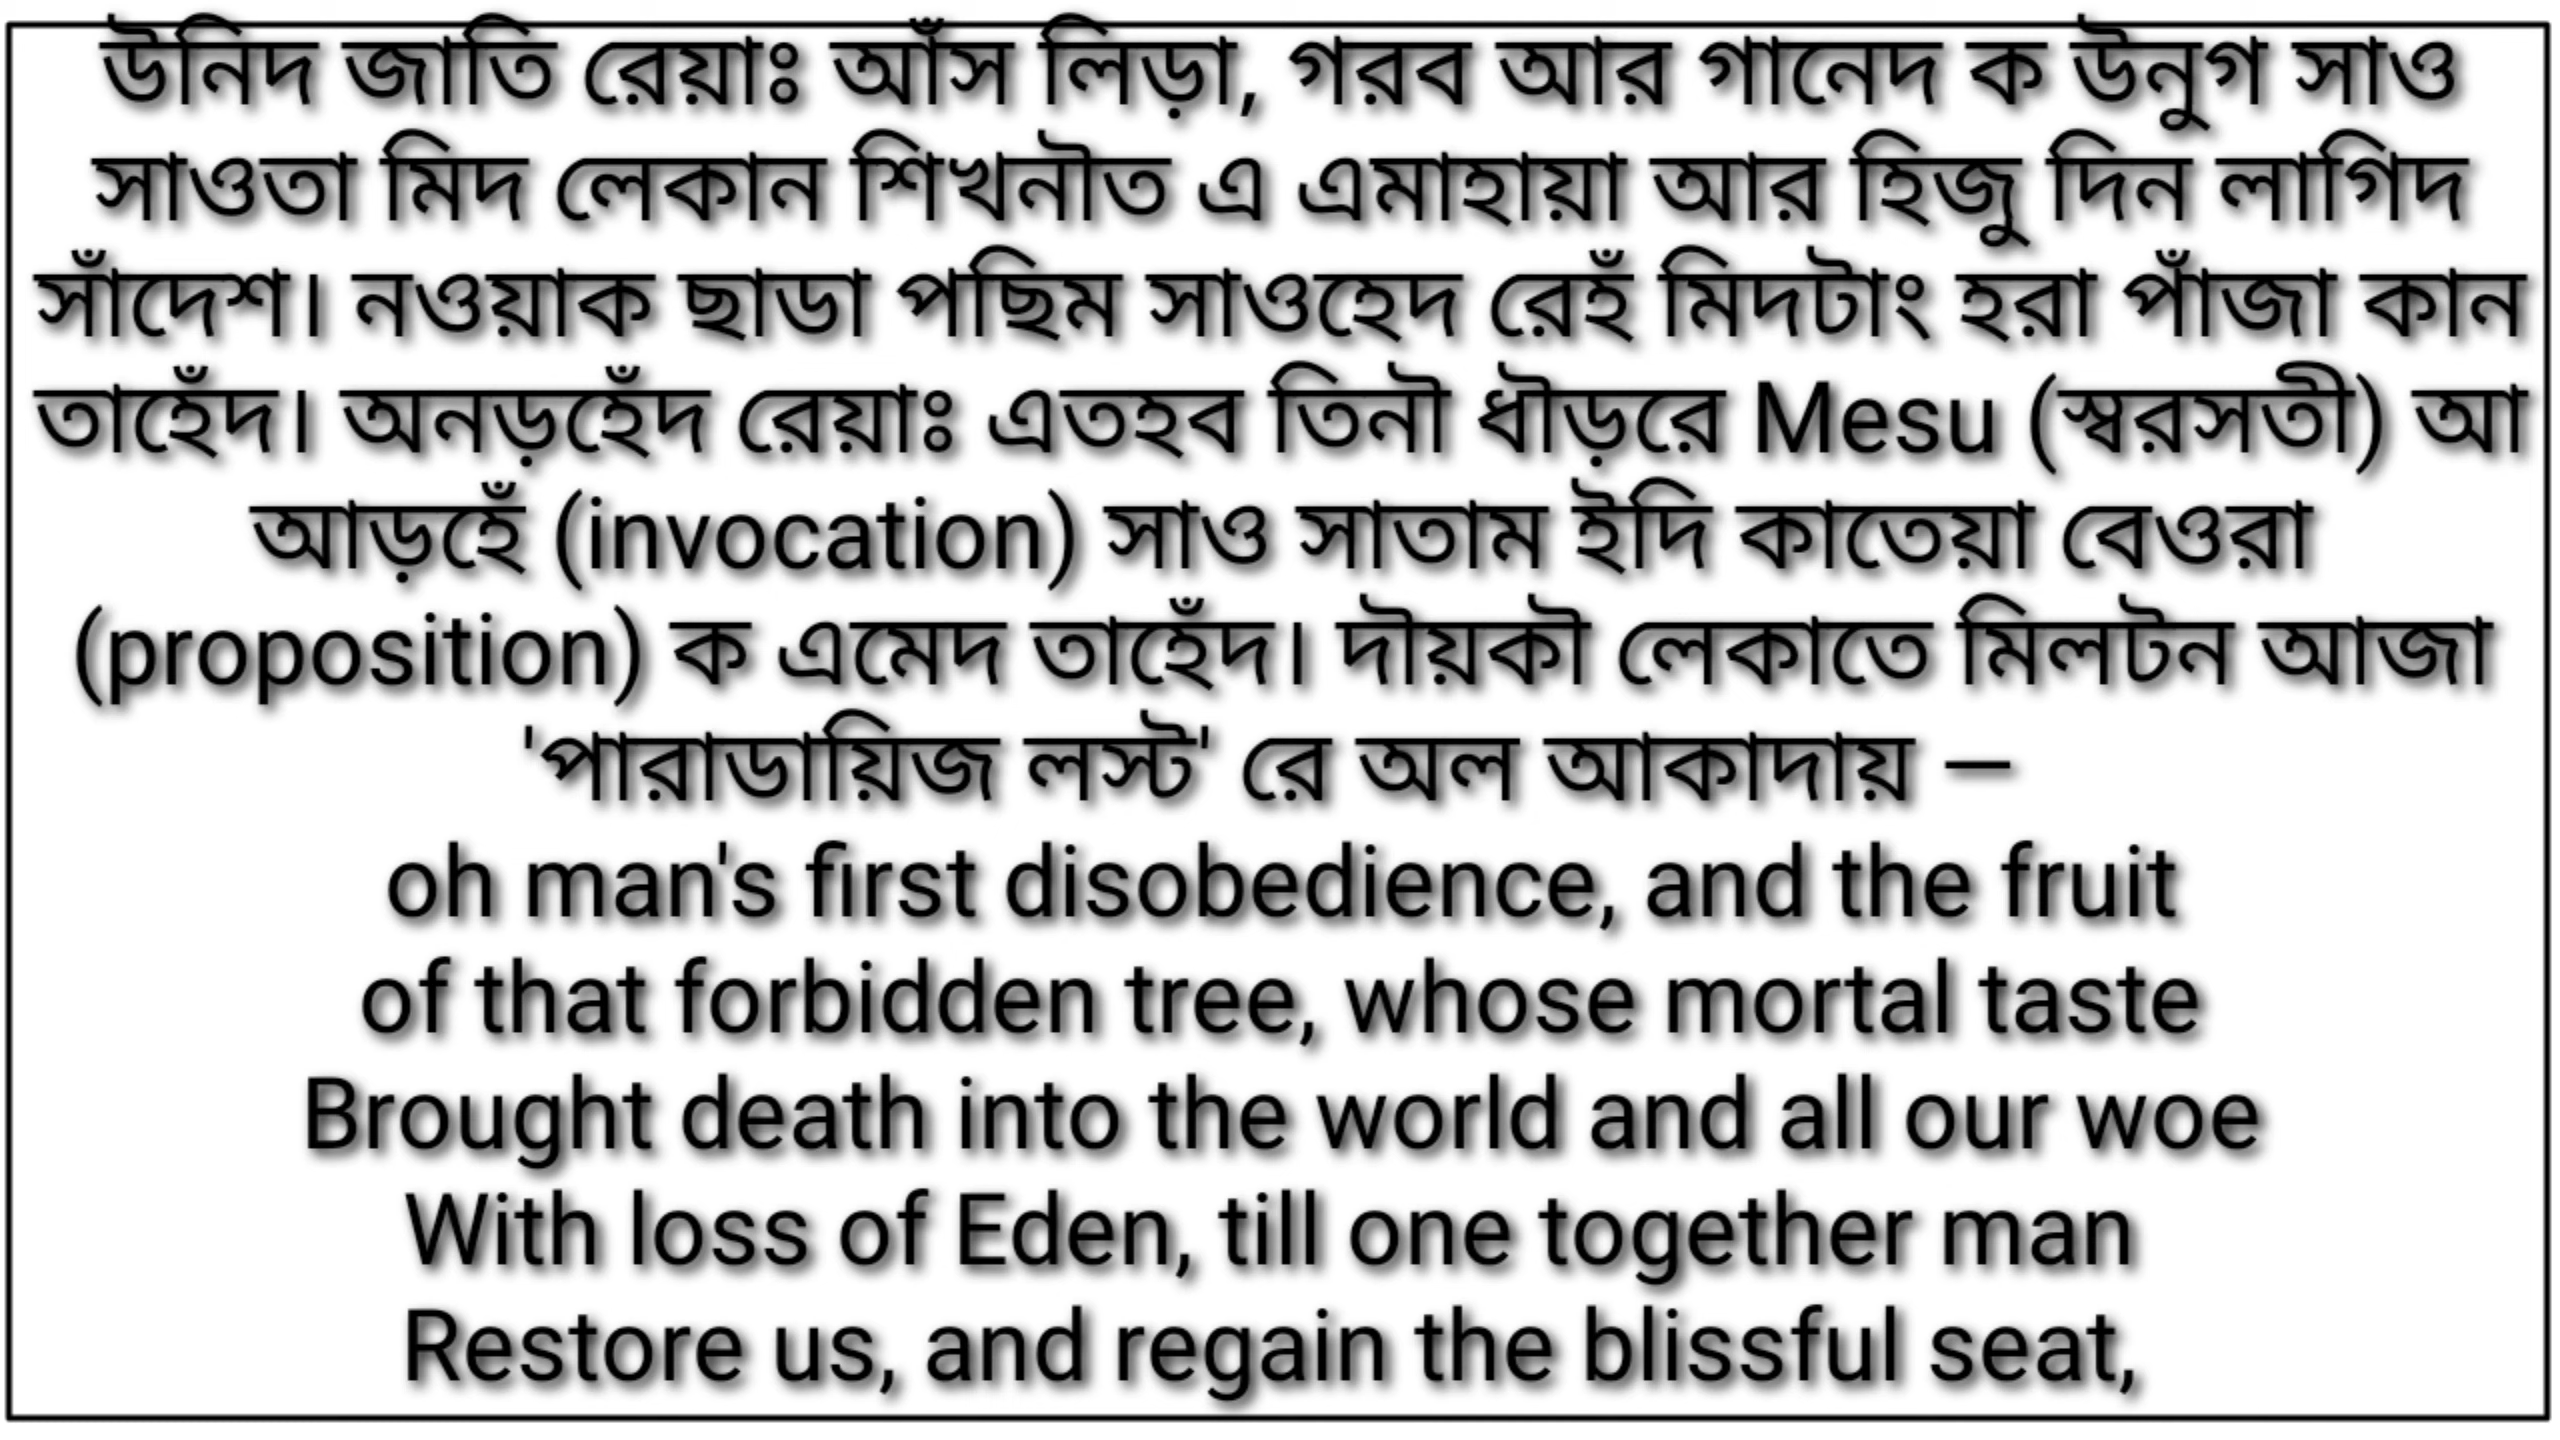 উনিদ জাতি রেয়াঃ আঁস লিড়া, গরব আর গানেদ ক উনুগ সাও
সাওতা মিদ লেকান শিখনীত এ এমাহায়া আর হিজু দিন লাগিদ
সাঁদেশ। নওয়াক ছাডা পছিম সাওহেদ রেহঁ মিদটাং হরা পাঁজা কান
তাহেঁদ। অনড়হেঁদ রেয়াঃ এতহব তিনী ধীড়রে Mesu (স্বরসতী) আ
আড়হেঁ (invocation) সাও সাতাম ইদি কাতেয়া বেওরা
(proposition) ক এমেদ তাহেঁদ। দীয়কী লেকাতে মিলটন আজা
'পারাডায়িজ লস্ট' রে অল আকাদায় –
oh man's first disobedience, and the fruit
of that forbidden tree, whose mortal taste
Brought death into the world and all our woe
With loss of Eden, till one together man
Restore us, and regain the blissful seat,